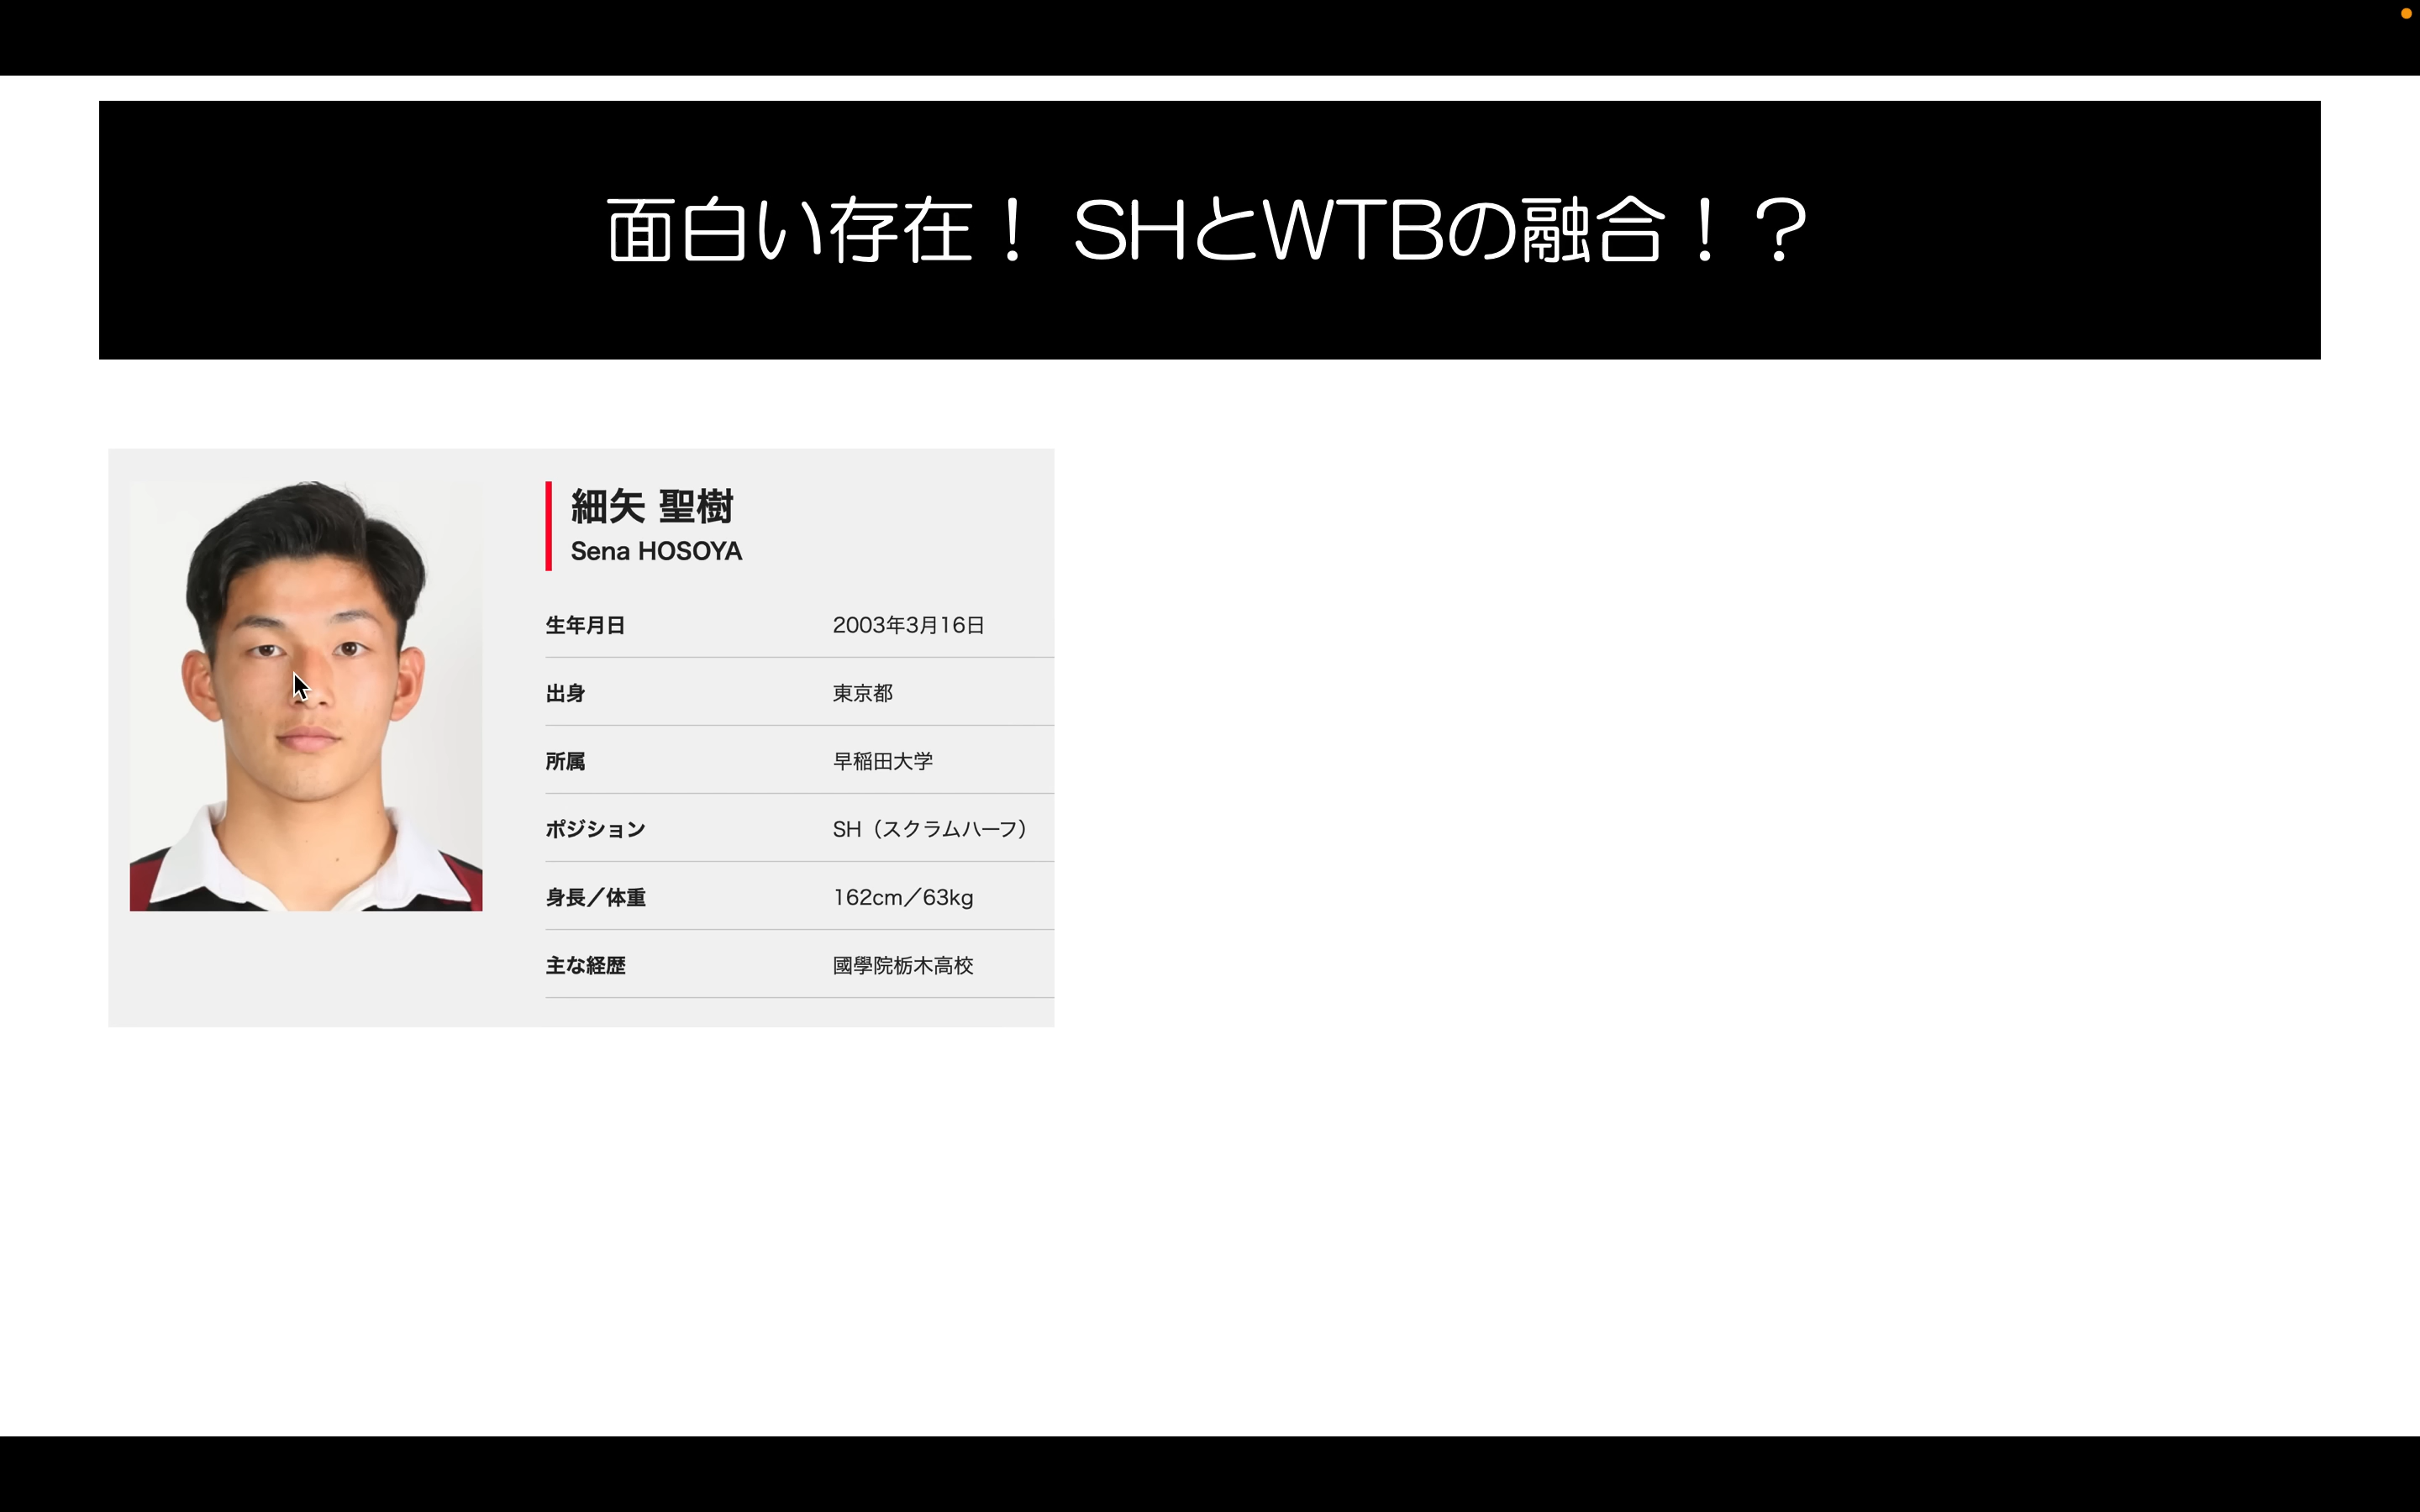 面白い存在！ SHとWTBの融合！？
細矢 聖樹
Sena HOSOYA
生年月日 2003年3月16日
出身 東京都
所属 早稲田大学
ポジション SH（スクラムハーフ）
身長／体重 162cm／63kg
主な経歴 國學院栃木高校